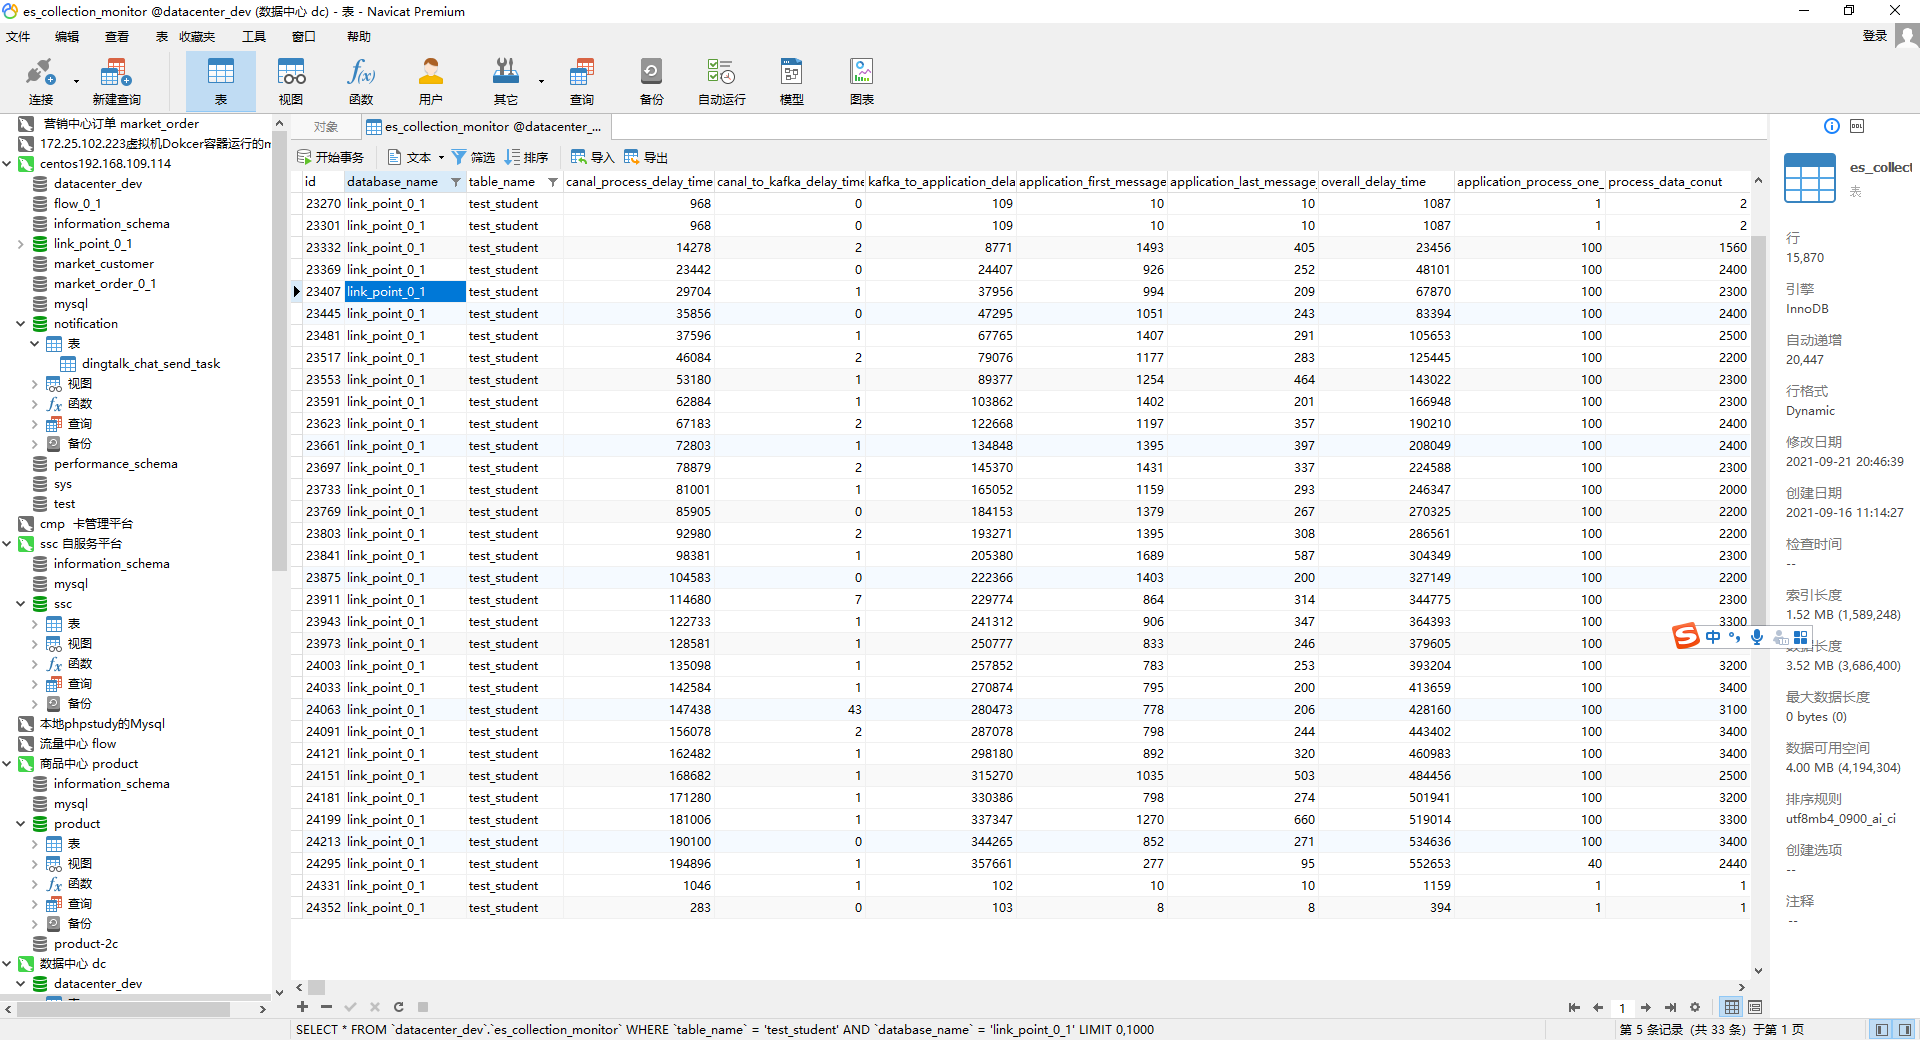 es_collection_monitor @datacenter_dev (数据中心 dc) - 表 - Navicat Premium
文件 编辑 查看 表 收藏夹 工具 窗口 帮助 登录
连接 新建查询 表 视图 函数 用户 其它 查询 备份 自动运行 模型 图表
营销中心订单 market_order
172.25.102.223虚拟机Dokcer容器运行的m
centos192.168.109.114
datacenter_dev
flow_0_1
information_schema
link_point_0_1
market_customer
market_order_0_1
mysql
notification
表
dingtalk_chat_send_task
视图
函数
查询
备份
performance_schema
sys
test
cmp 卡管理平台
ssc 自服务平台
information_schema
mysql
ssc
表
视图
函数
查询
备份
本地phpstudy的Mysql
流量中心 flow
商品中心 product
information_schema
mysql
product
表
视图
函数
查询
备份
product-2c
数据中心 dc
datacenter_dev
对象 es_collection_monitor @datacenter_...
开始事务 文本 筛选 排序 导入 导出
id database_name table_name canal_process_delay_time canal_to_kafka_delay_time kafka_to_application_dela application_first_message application_last_message_ overall_delay_time application_process_one_ process_data_conut
23270 link_point_0_1 test_student 968 0 109 10 10 1087 1 2
23301 link_point_0_1 test_student 968 0 109 10 10 1087 1 2
23332 link_point_0_1 test_student 14278 2 8771 1493 405 23456 100 1560
23369 link_point_0_1 test_student 23442 0 24407 926 252 48101 100 2400
23407 link_point_0_1 test_student 29704 1 37956 994 209 67870 100 2300
23445 link_point_0_1 test_student 35856 0 47295 1051 243 83394 100 2400
23481 link_point_0_1 test_student 37596 1 67765 1407 291 105653 100 2500
23517 link_point_0_1 test_student 46084 2 79076 1177 283 125445 100 2200
23553 link_point_0_1 test_student 53180 1 89377 1254 464 143022 100 2300
23591 link_point_0_1 test_student 62884 1 103862 1402 201 166948 100 2300
23623 link_point_0_1 test_student 67183 2 122668 1197 357 190210 100 2400
23661 link_point_0_1 test_student 72803 1 134848 1395 397 208049 100 2400
23697 link_point_0_1 test_student 78879 2 145370 1431 337 224588 100 2300
23733 link_point_0_1 test_student 81001 1 165052 1159 293 246347 100 2000
23769 link_point_0_1 test_student 85905 0 184153 1379 267 270325 100 2200
23803 link_point_0_1 test_student 92980 2 193271 1395 308 286561 100 2200
23841 link_point_0_1 test_student 98381 1 205380 1689 587 304349 100 2300
23875 link_point_0_1 test_student 104583 0 222366 1403 200 327149 100 2200
23911 link_point_0_1 test_student 114680 7 229774 864 314 344775 100 2300
23943 link_point_0_1 test_student 122733 1 241312 906 347 364393 100 3300
23973 link_point_0_1 test_student 128581 1 250777 833 246 379605 100
24003 link_point_0_1 test_student 135098 1 257852 783 253 393204 100 3200
24033 link_point_0_1 test_student 142584 1 270874 795 200 413659 100 3400
24063 link_point_0_1 test_student 147438 43 280473 778 206 428160 100 3100
24091 link_point_0_1 test_student 156078 2 287078 798 244 443402 100 3400
24121 link_point_0_1 test_student 162482 1 298180 892 320 460983 100 3400
24151 link_point_0_1 test_student 168682 1 315270 1035 503 484456 100 2500
24181 link_point_0_1 test_student 171280 1 330386 798 274 501941 100 3200
24199 link_point_0_1 test_student 181006 1 337347 1270 660 519014 100 3300
24213 link_point_0_1 test_student 190100 0 344265 852 271 534636 100 3400
24295 link_point_0_1 test_student 194896 1 357661 277 95 552653 40 2440
24331 link_point_0_1 test_student 1046 1 102 10 10 1159 1 1
24352 link_point_0_1 test_student 283 0 103 8 8 394 1 1
1
SELECT * FROM `datacenter_dev`.`es_collection_monitor` WHERE `table_name` = 'test_student' AND `database_name` = 'link_point_0_1' LIMIT 0,1000
第 5 条记录 (共 33 条) 于第 1 页
DDL
es_collect
表
行
15,870
引擎
InnoDB
自动递增
20,447
行格式
Dynamic
修改日期
2021-09-21 20:46:39
创建日期
2021-09-16 11:14:27
检查时间
--
索引长度
1.52 MB (1,589,248)
S 中
据长度
3.52 MB (3,686,400)
最大数据长度
0 bytes (0)
数据可用空间
4.00 MB (4,194,304)
排序规则
utf8mb4_0900_ai_ci
创建选项
--
注释
--